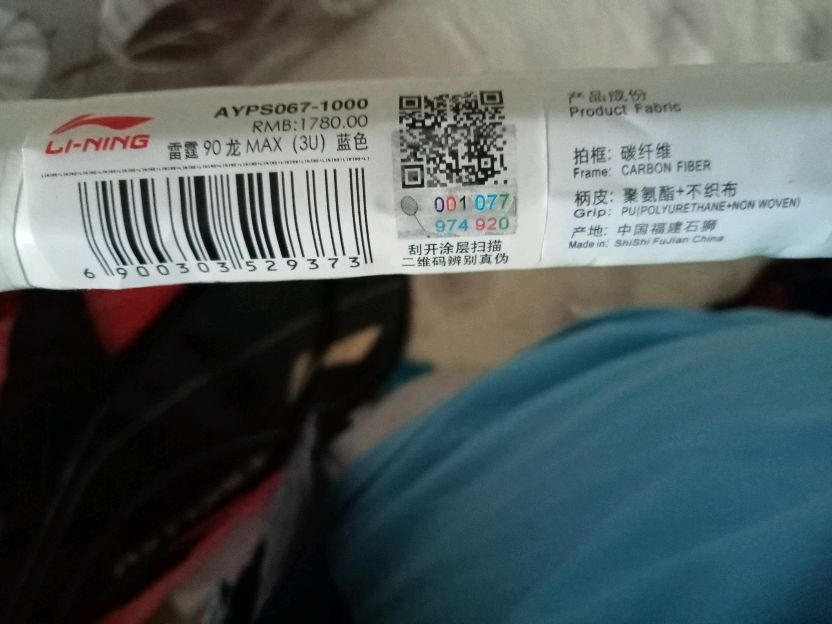 LI-NING
AYPS067-1000
RMB:1780.00
雷霆 90 龙 MAX (3U) 蓝色
6 900303 529373
001 077
974 920
刮开涂层扫描
二维码辨别真伪
产品成份
Product Fabric
拍框: 碳纤维
Frame: CARBON FIBER
柄皮: 聚氨酯+不织布
Grip: PU(POLYURETHANE+NON WOVEN)
产地: 中国福建石狮
Made in: ShiShi FuJian China